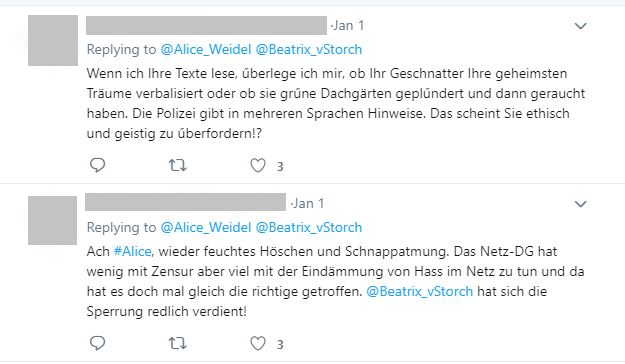 ·Jan 1
Replying to @Alice_Weidel @Beatrix_vStorch
Wenn ich Ihre Texte lese, überlege ich mir, ob Ihr Geschnatter Ihre geheimsten
Träume verbalisiert oder ob sie grüne Dachgärten geplündert und dann geraucht
haben. Die Polizei gibt in mehreren Sprachen Hinweise. Das scheint Sie ethisch
und geistig zu überfordern!?
3
·Jan 1
Replying to @Alice_Weidel @Beatrix_vStorch
Ach #Alice, wieder feuchtes Höschen und Schnappatmung. Das Netz-DG hat
wenig mit Zensur aber viel mit der Eindämmung von Hass im Netz zu tun und da
hat es doch mal gleich die richtige getroffen. @Beatrix_vStorch hat sich die
Sperrung redlich verdient!
3